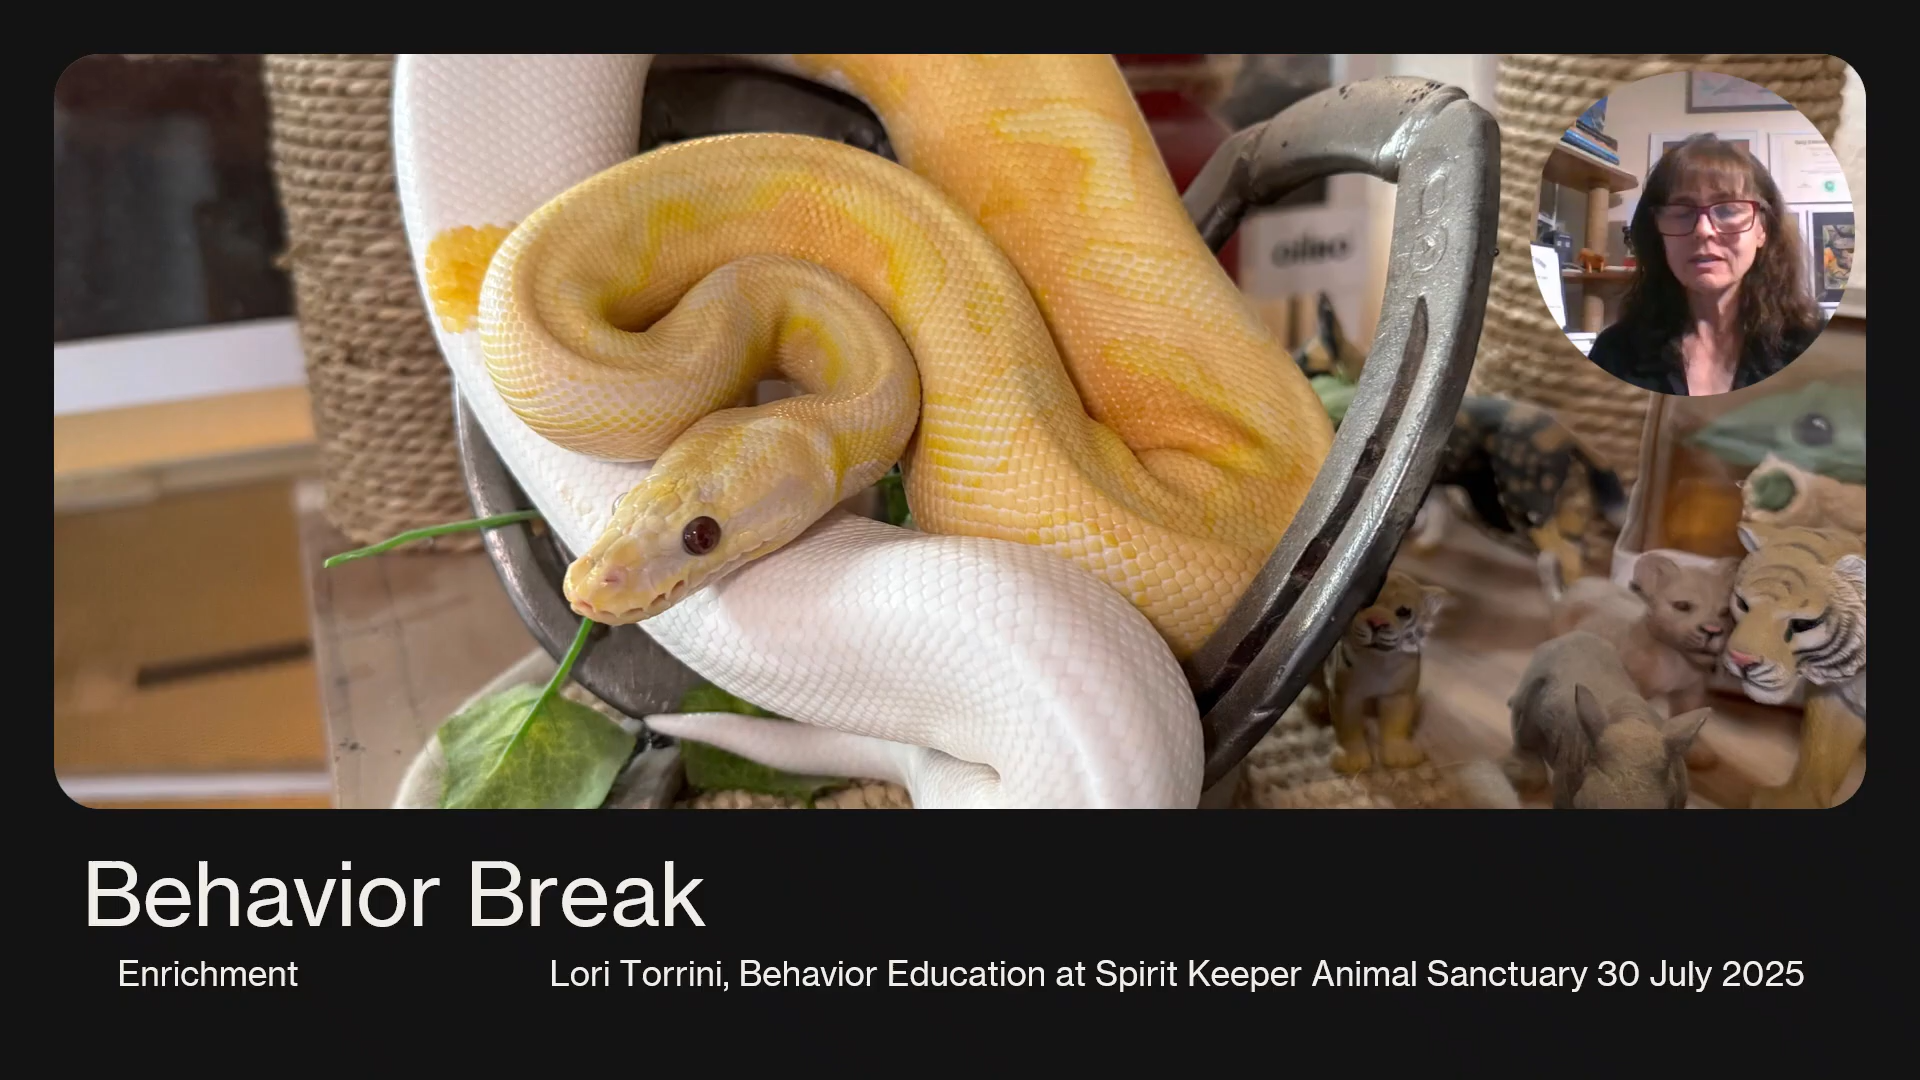 Behavior Break
Enrichment
Lori Torrini, Behavior Education at Spirit Keeper Animal Sanctuary 30 July 2025